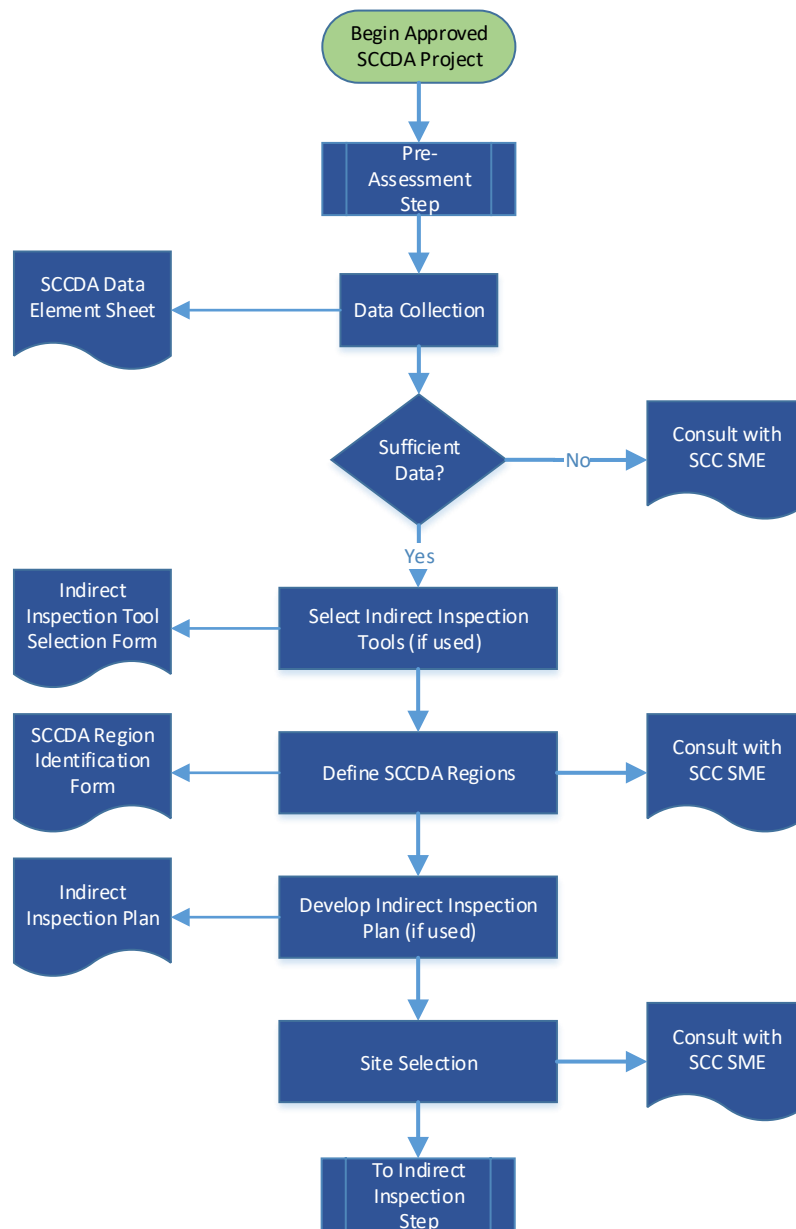 Begin Approved
SCCDA Project
Pre-
Assessment
Step
SCCDA Data
Element Sheet
Data Collection
Sufficient
Data?
No
Consult with
SCC SME
Yes
Indirect
Inspection Tool
Selection Form
Select Indirect Inspection
Tools (if used)
SCCDA Region
Identification
Form
Define SCCDA Regions
Consult with
SCC SME
Indirect
Inspection Plan
Develop Indirect Inspection
Plan (if used)
Site Selection
Consult with
SCC SME
To Indirect
Inspection
Step